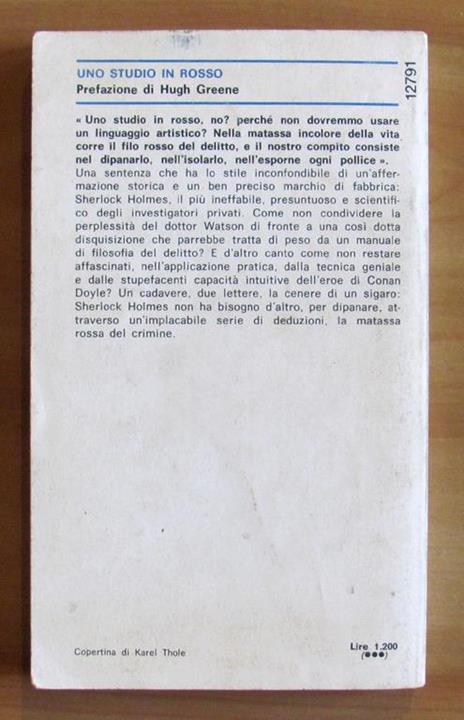 UNO STUDIO IN ROSSO
Prefazione di Hugh Greene
12791
« Uno studio in rosso, no? perché non dovremmo usare
un linguaggio artistico? Nella matassa incolore della vita
corre il filo rosso del delitto, e il nostro compito consiste
nel dipanarlo, nell'isolarlo, nell'esporne ogni pollice ».
Una sentenza che ha lo stile inconfondibile di un'affer-
mazione storica e un ben preciso marchio di fabbrica:
Sherlock Holmes, il più ineffabile, presuntuoso e scientifi-
co degli investigatori privati. Come non condividere la
perplessità del dottor Watson di fronte a una così dotta
disquisizione che parrebbe tratta di peso da un manuale
di filosofia del delitto? E d'altro canto come non restare
affascinati, nell'applicazione pratica, dalla tecnica geniale
e dalle stupefacenti capacità intuitive dell'eroe di Conan
Doyle? Un cadavere, due lettere, la cenere di un sigaro:
Sherlock Holmes non ha bisogno d'altro, per dipanare, at-
traverso un'implacabile serie di deduzioni, la matassa
rossa del crimine.
Copertina di Karel Thole
Lire 1.200
(●●●)